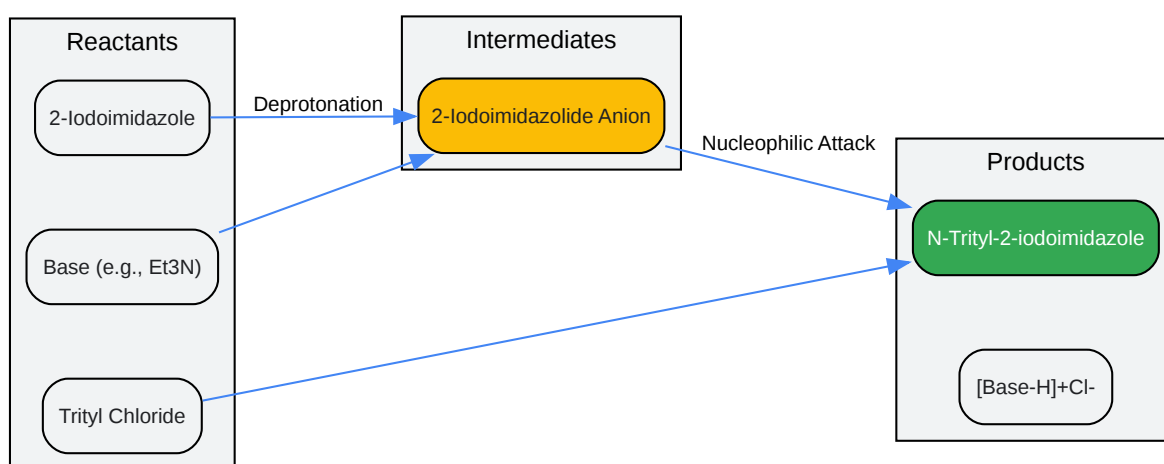 Reactants
2-Iodoimidazole
Base (e.g., Et3N)
Trityl Chloride
Deprotonation
Intermediates
2-Iodoimidazolide Anion
Nucleophilic Attack
Products
N-Trityl-2-iodoimidazole
[Base-H]+Cl-